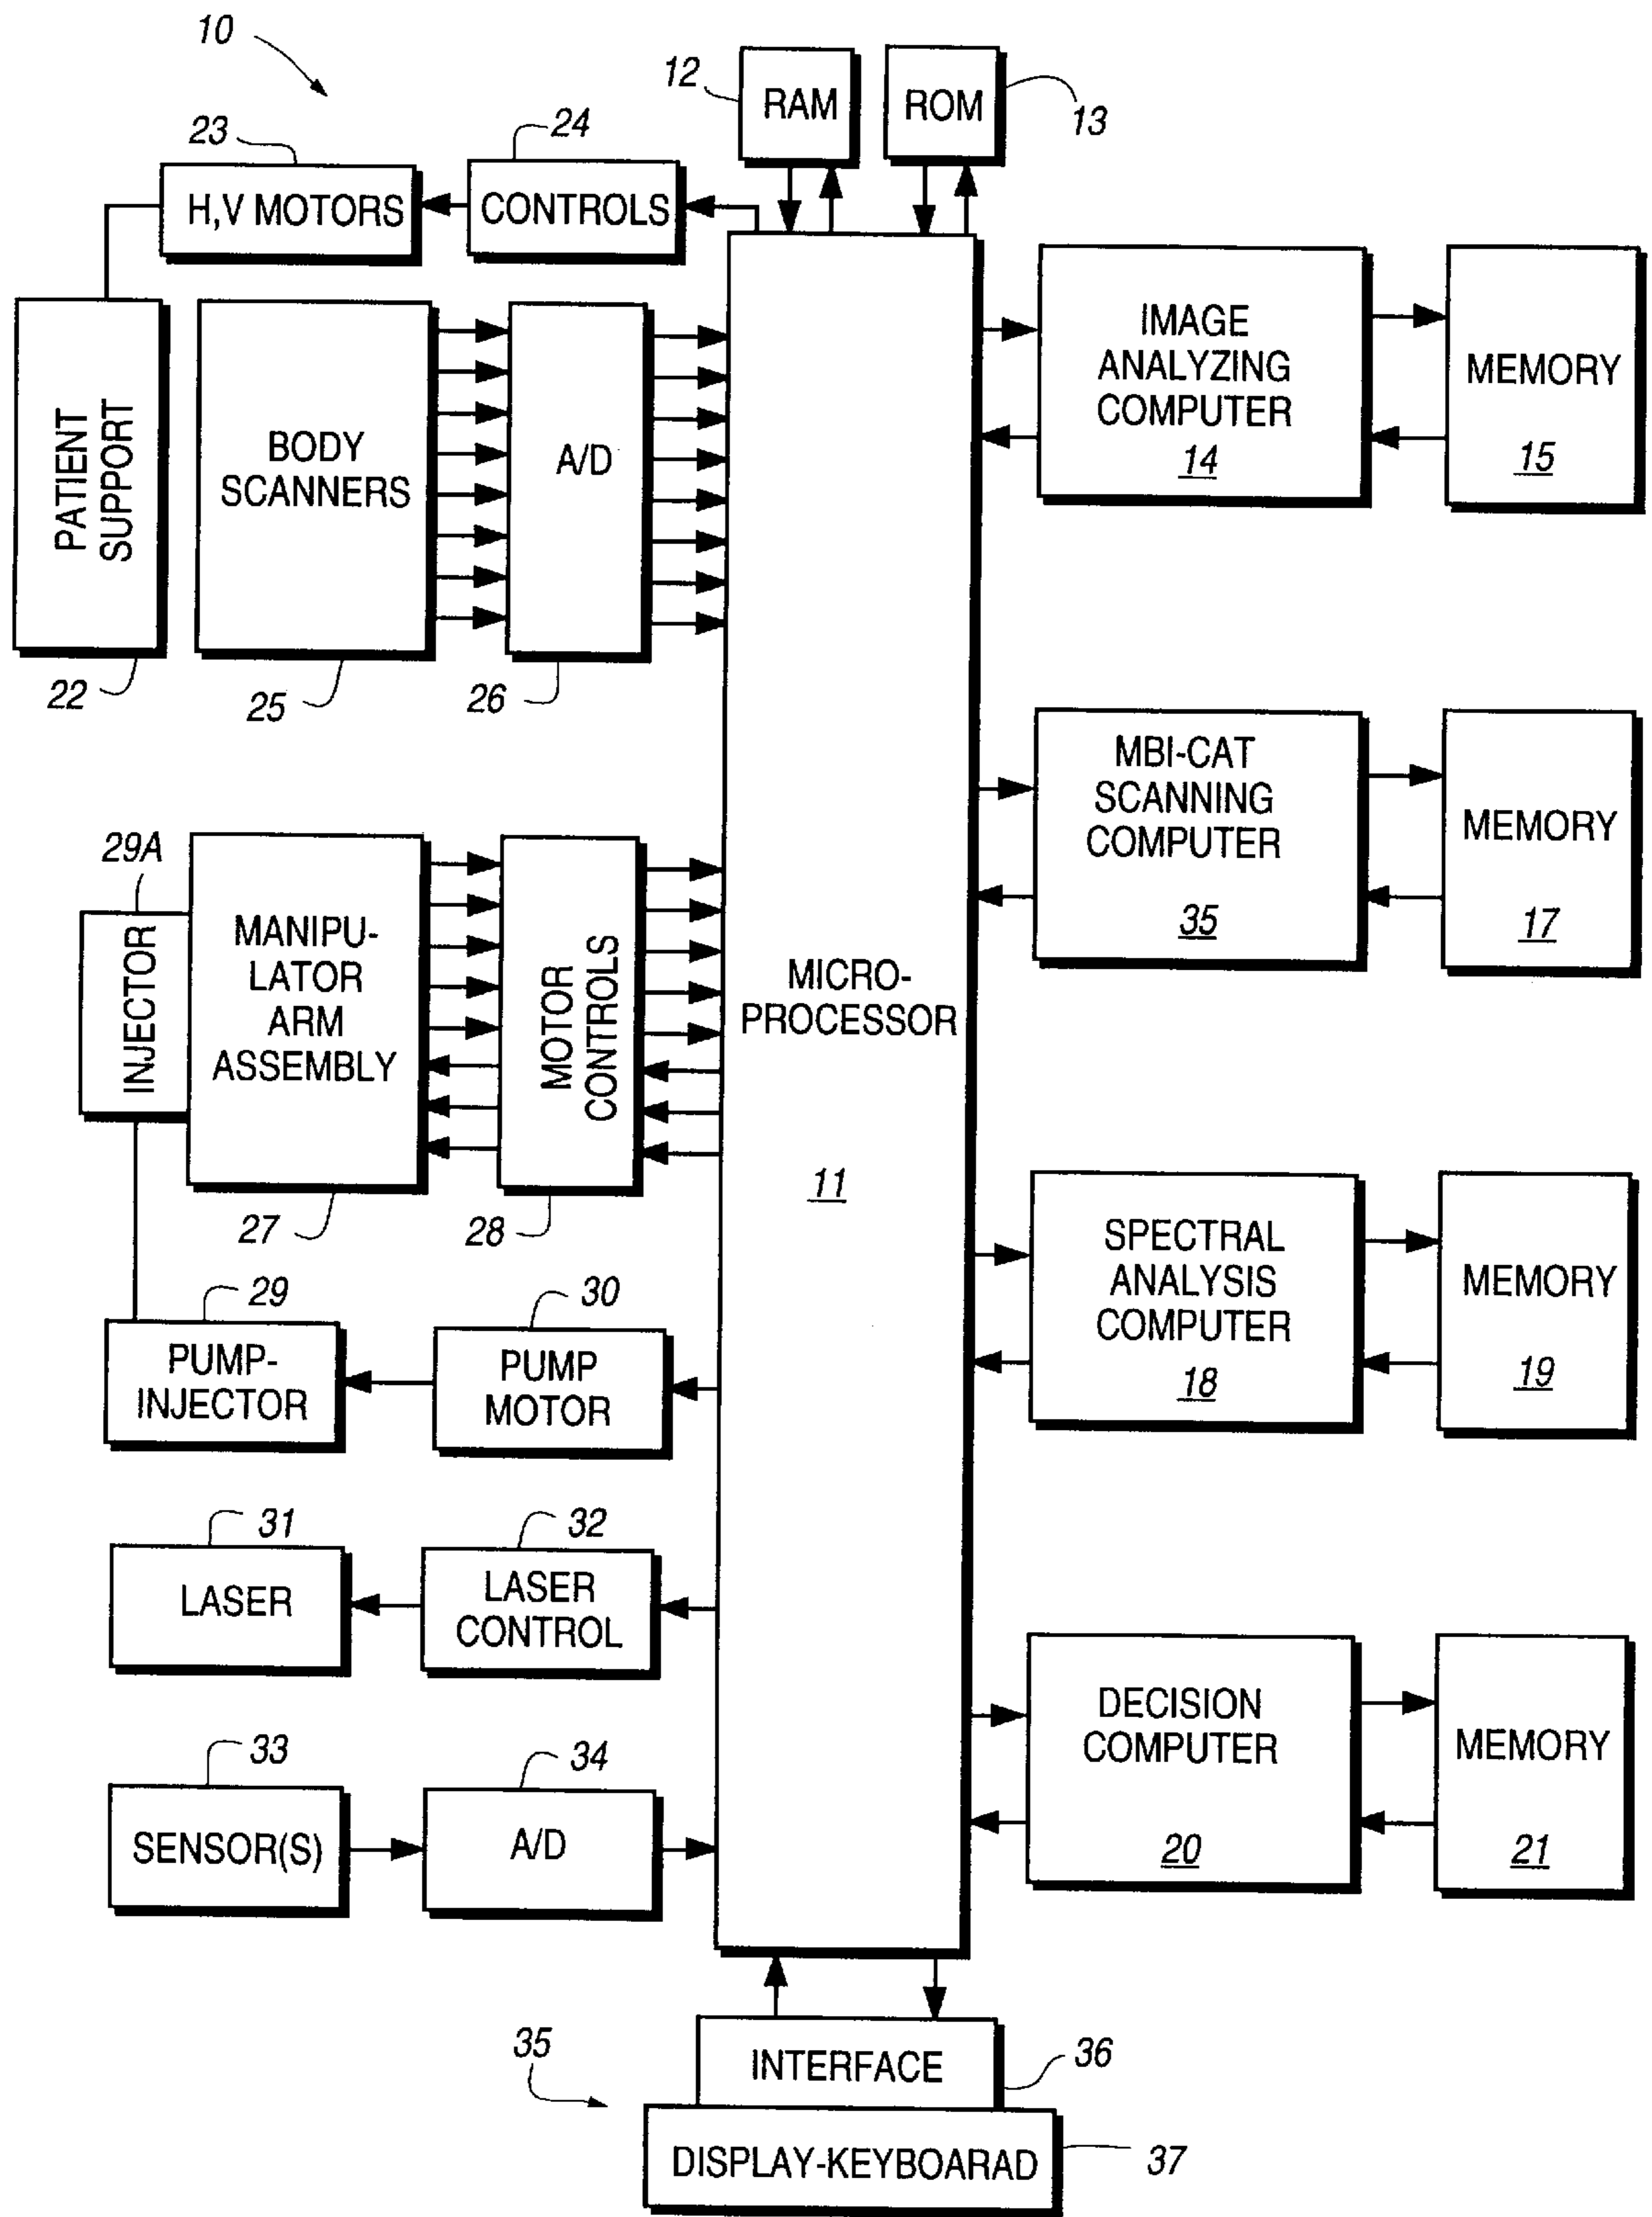 10
12
RAM
ROM
13
23
24
H,V MOTORS
CONTROLS
PATIENT
SUPPORT
22
BODY
SCANNERS
25
A/D
26
IMAGE
ANALYZING
COMPUTER
14
MEMORY
15
MBI-CAT
SCANNING
COMPUTER
35
MEMORY
17
29A
INJECTOR
MANIPU-
LATOR
ARM
ASSEMBLY
27
MOTOR
CONTROLS
28
MICRO-
PROCESSOR
11
SPECTRAL
ANALYSIS
COMPUTER
18
MEMORY
19
29
PUMP-
INJECTOR
30
PUMP
MOTOR
31
LASER
32
LASER
CONTROL
DECISION
COMPUTER
20
MEMORY
21
33
SENSOR(S)
34
A/D
35
INTERFACE
36
DISPLAY-KEYBOARAD
37